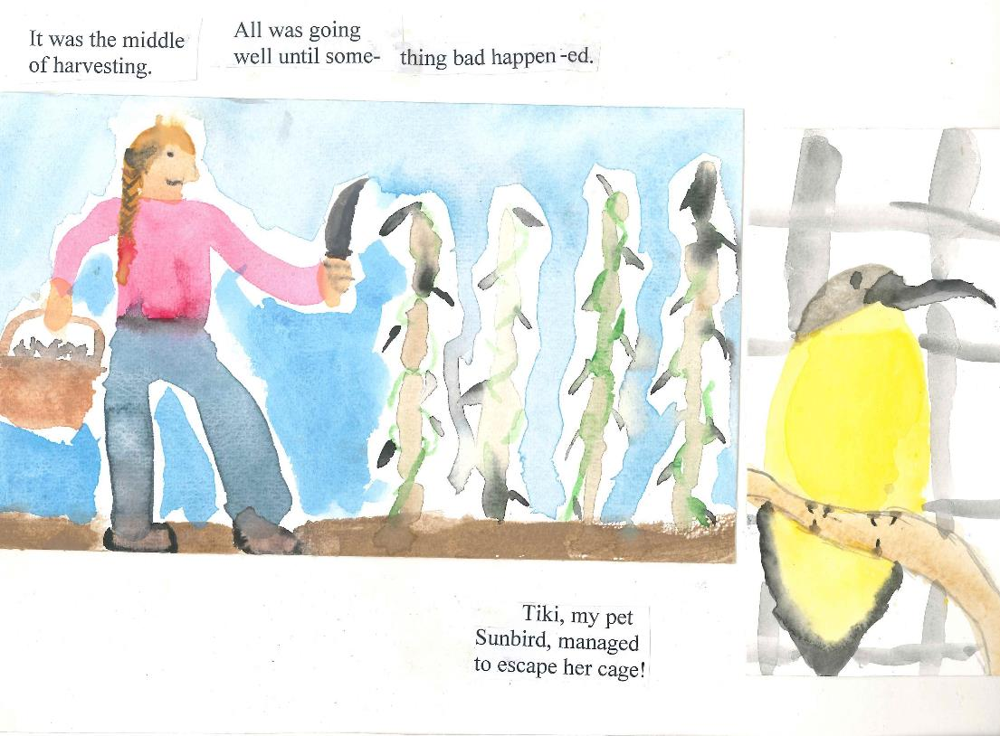 It was the middle
of harvesting.
All was going
well until some- thing bad happen -ed.
Tiki, my pet
Sunbird, managed
to escape her cage!